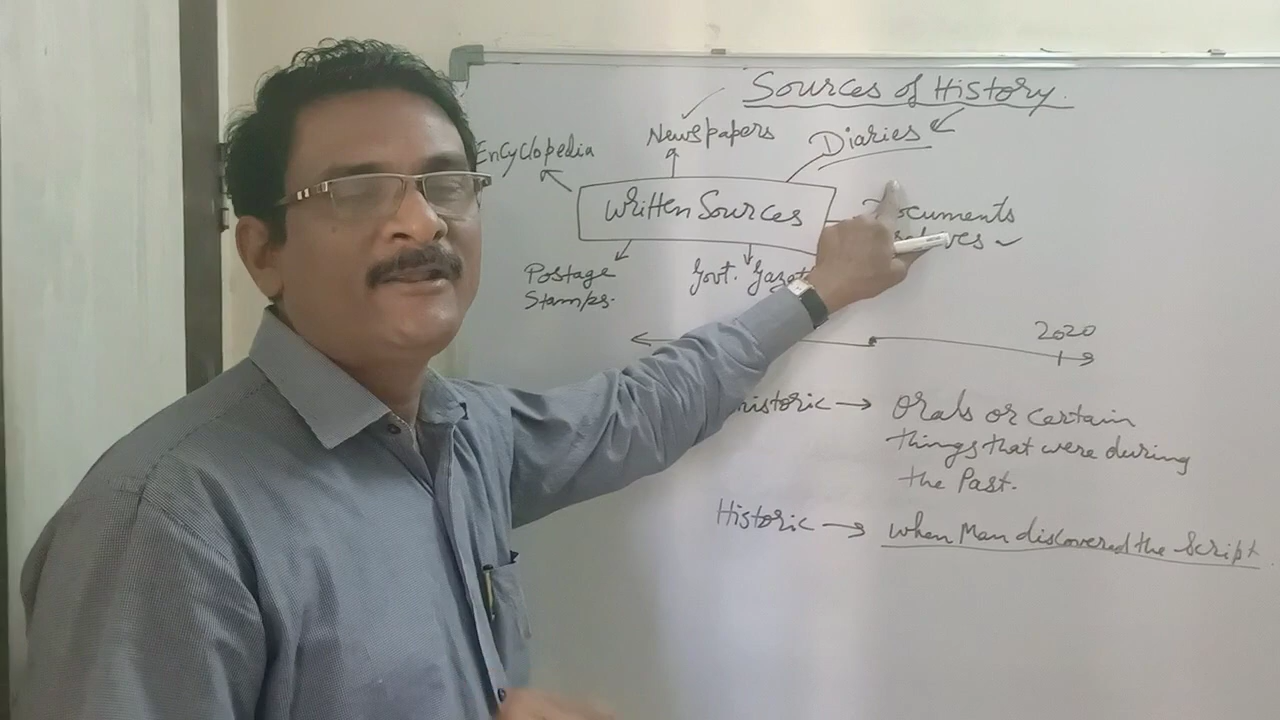 Sources of History.
Encyclopedia
Newspapers
Diaries
Written Sources
Documents
Postage
Stamps.
Govt.
2020
orals or certain
things that were during
the Past.
Historic → when Man discovered the Script